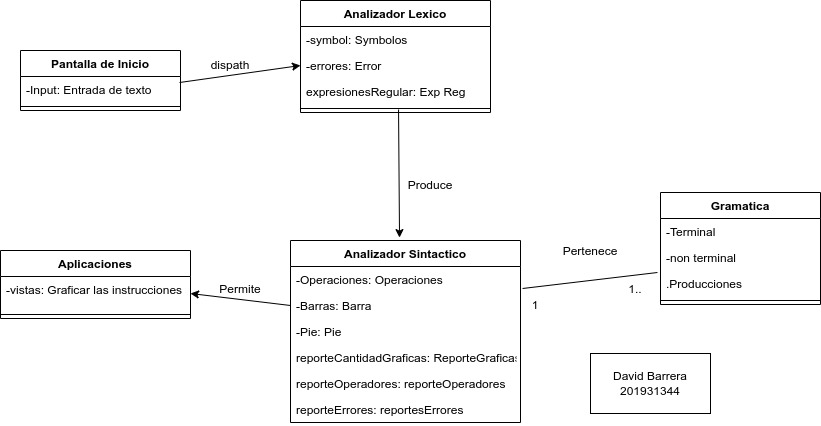 Analizador Lexico
-symbol: Symbolos
-errores: Error
expresionesRegular: Exp Reg
Pantalla de Inicio
-Input: Entrada de texto
dispath
Produce
Gramatica
-Terminal
-non terminal
.Producciones
Pertenece
1
1..
Analizador Sintactico
-Operaciones: Operaciones
-Barras: Barra
-Pie: Pie
reporteCantidadGraficas: ReporteGraficas
reporteOperadores: reporteOperadores
reporteErrores: reportesErrores
Aplicaciones
-vistas: Graficar las instrucciones
Permite
David Barrera
201931344